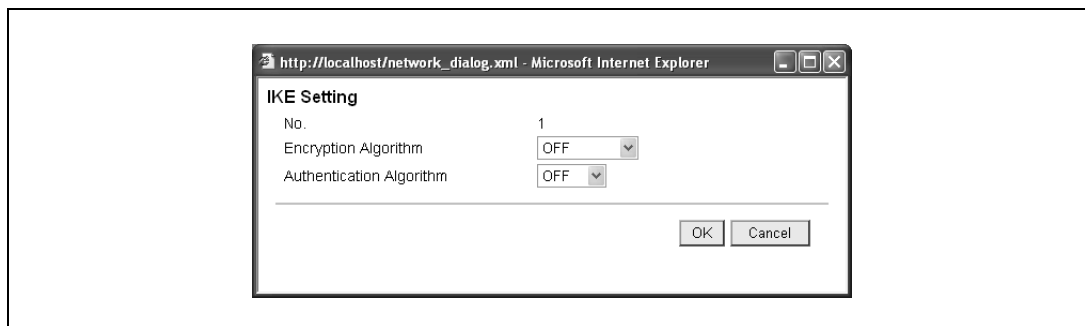 http://localhost/network_dialog.xml - Microsoft Internet Explorer
IKE Setting
No. 1
Encryption Algorithm OFF
Authentication Algorithm OFF
OK Cancel